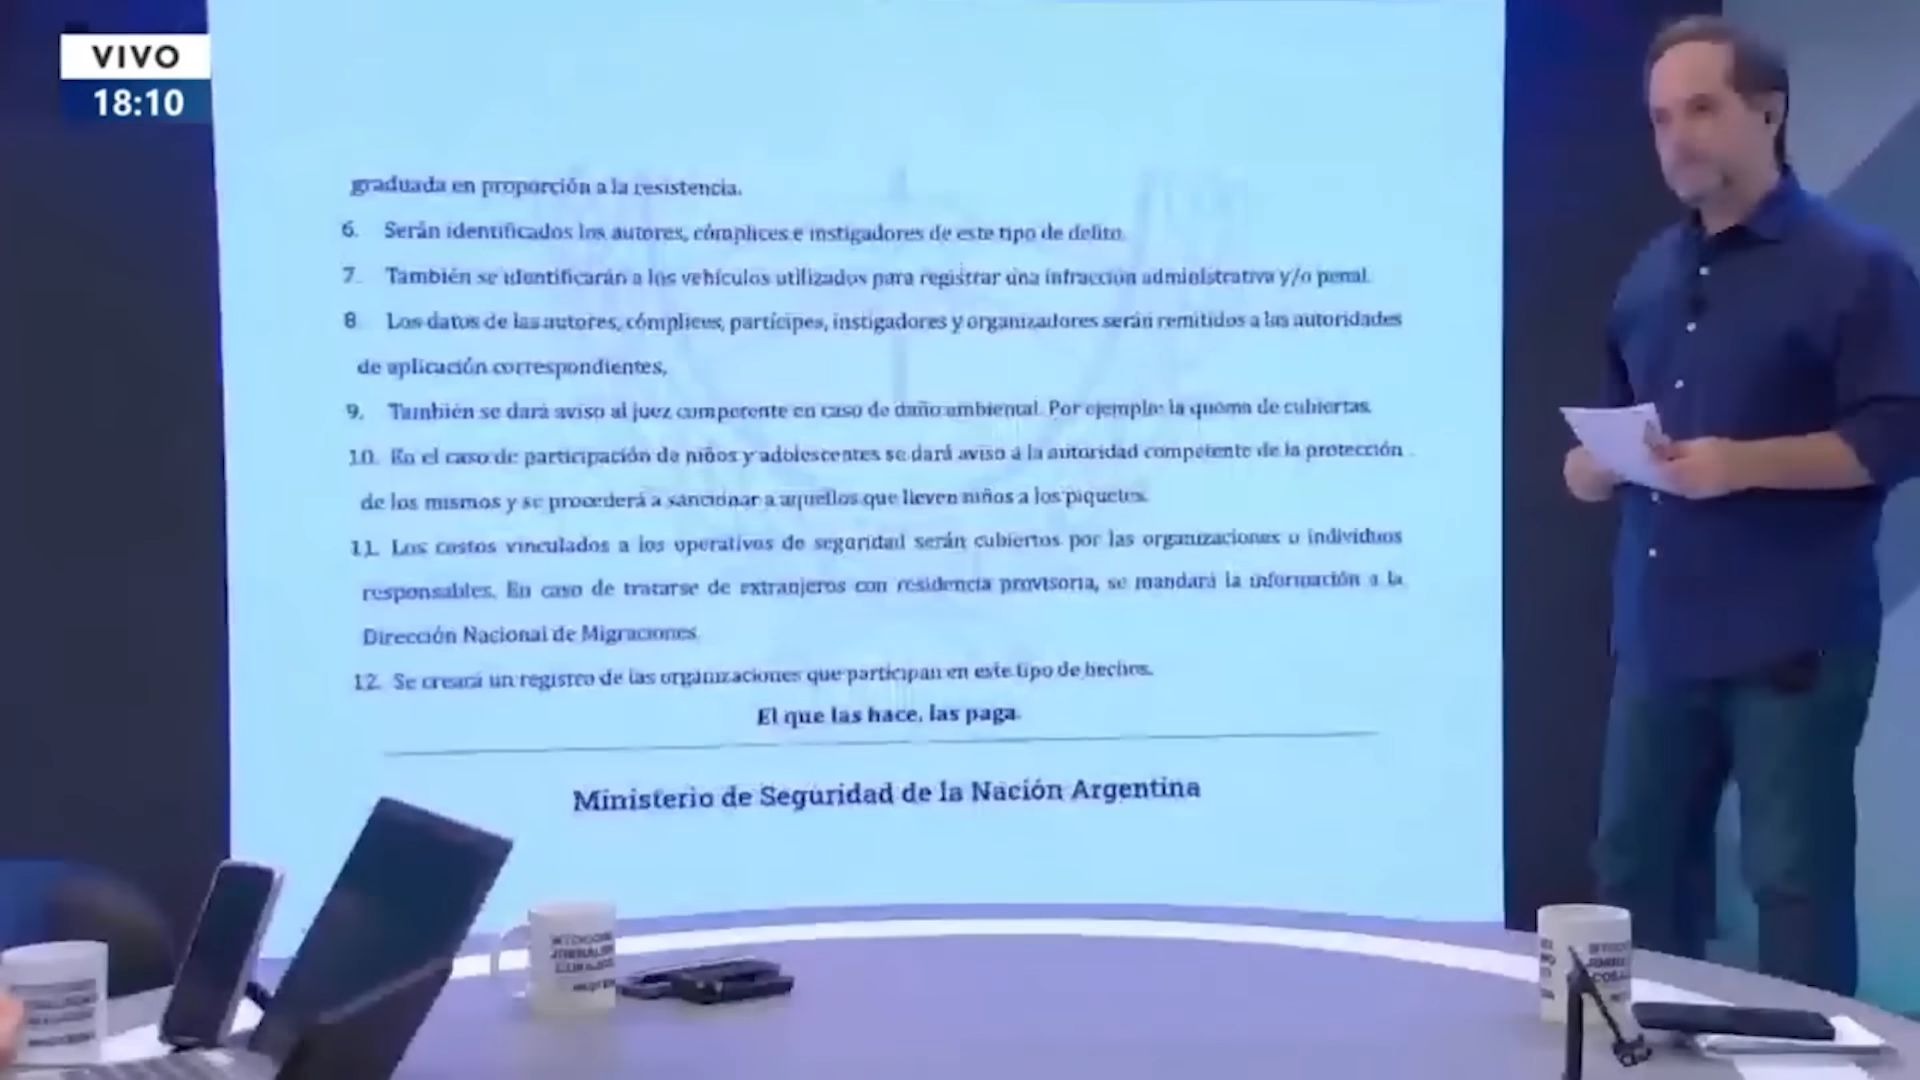 VIVO
18:10
graduada en proporción a la resistencia.
6. Serán identificados los autores, cómplices e instigadores de este tipo de delito.
7. También se identificarán a los vehículos utilizados para registrar una infracción administrativa y/o penal.
8. Los datos de las autores, cómplices, partícipes, instigadores y organizadores serán remitidos a las autoridades
de aplicación correspondientes,
9. También se dará aviso al juez competente en caso de daño ambiental. Por ejemplo: la quema de cubiertas.
10. En el caso de participación de niños y adolescentes se dará aviso a la autoridad competente de la protección
de los mismos y se procederá a sancionar a aquellos que lleven niños a los piquetes.
11. Los costos vinculados a los operativos de seguridad serán cubiertos por las organizaciones o individuos
responsables. En caso de tratarse de extranjeros con residencia provisoria, se mandará la información a la
Dirección Nacional de Migraciones.
12. Se creará un registro de las organizaciones que participan en este tipo de hechos.
El que las hace, las paga.
Ministerio de Seguridad de la Nación Argentina